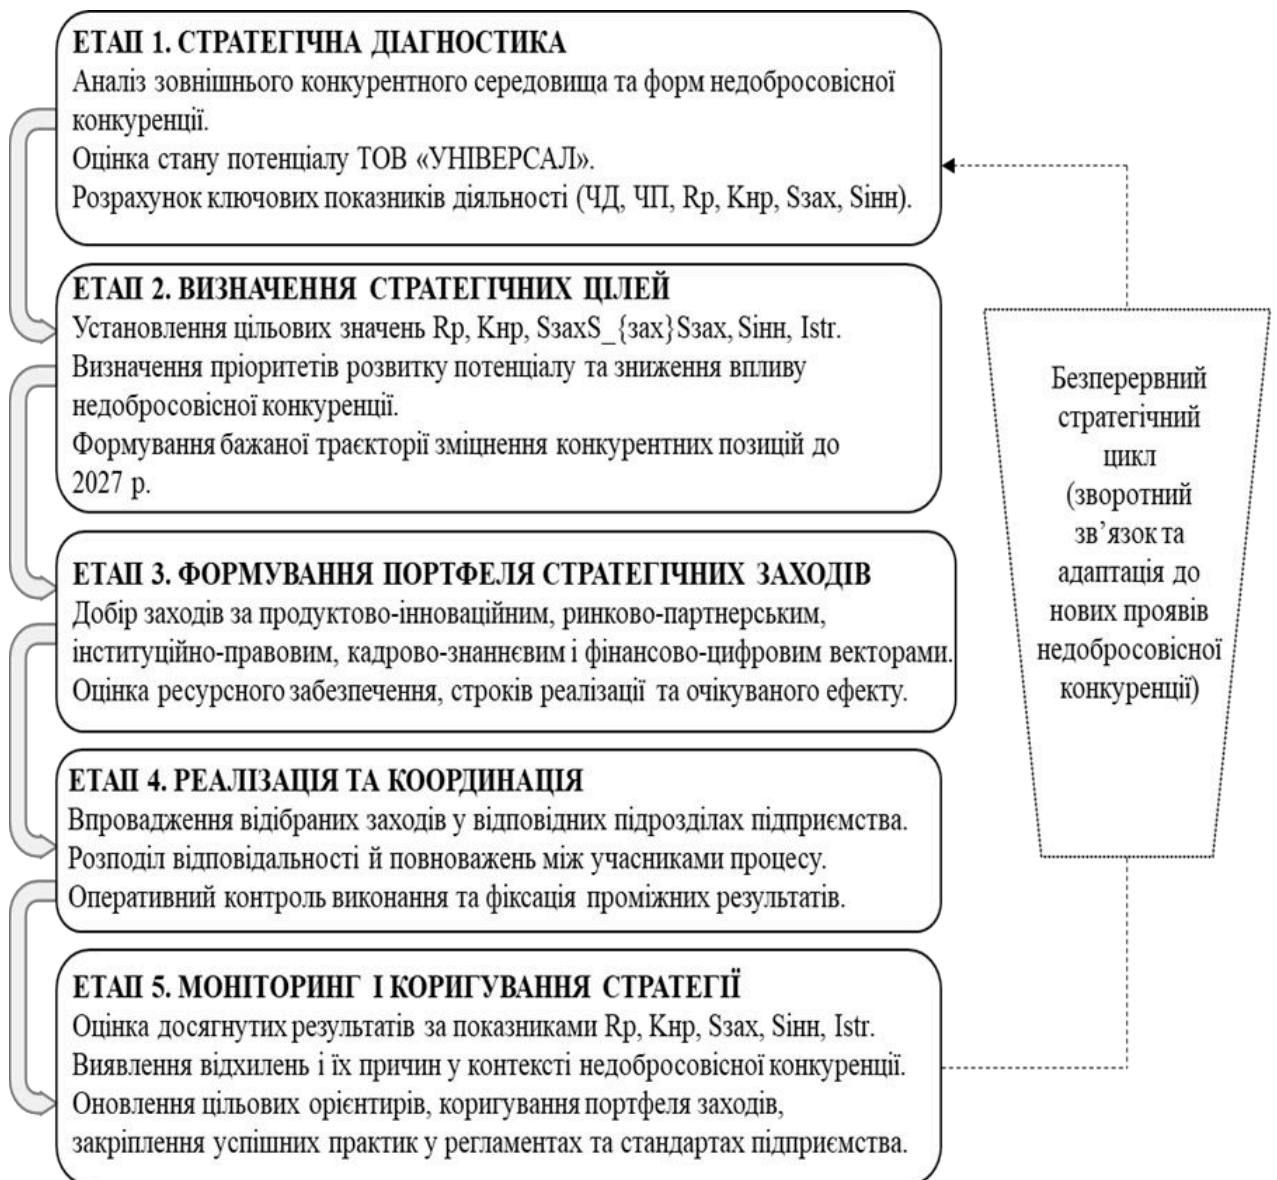 ЕТАП 1. СТРАТЕГІЧНА ДІАГНОСТИКА
Аналіз зовнішнього конкурентного середовища та форм недобросовісної
конкуренції.
Оцінка стану потенціалу ТОВ «УНІВЕРСАЛ».
Розрахунок ключових показників діяльності (ЧД, ЧП, Rp, Kнр, Sзах, Sінн).
ЕТАП 2. ВИЗНАЧЕННЯ СТРАТЕГІЧНИХ ЦІЛЕЙ
Установлення цільових значень Rp, Kнр, SзахS_{зах}Sзах, Sінн, Istr.
Визначення пріоритетів розвитку потенціалу та зниження впливу
недобросовісної конкуренції.
Формування бажаної траєкторії зміцнення конкурентних позицій до
2027 р.
ЕТАП 3. ФОРМУВАННЯ ПОРТФЕЛЯ СТРАТЕГІЧНИХ ЗАХОДІВ
Добір заходів за продуктово-інноваційним, ринково-партнерським,
інституційно-правовим, кадрово-знаннєвим і фінансово-цифровим векторами.
Оцінка ресурсного забезпечення, строків реалізації та очікуваного ефекту.
ЕТАП 4. РЕАЛІЗАЦІЯ ТА КООРДИНАЦІЯ
Впровадження відібраних заходів у відповідних підрозділах підприємства.
Розподіл відповідальності й повноважень між учасниками процесу.
Оперативний контроль виконання та фіксація проміжних результатів.
ЕТАП 5. МОНІТОРИНГ І КОРИГУВАННЯ СТРАТЕГІЇ
Оцінка досягнутих результатів за показниками Rp, Kнр, Sзах, Sінн, Istr.
Виявлення відхилень і їх причин у контексті недобросовісної конкуренції.
Оновлення цільових орієнтирів, коригування портфеля заходів,
закріплення успішних практик у регламентах та стандартах підприємства.
Безперервний
стратегічний
цикл
(зворотний
зв’язок та
адаптація до
нових проявів
недобросовісної
конкуренції)